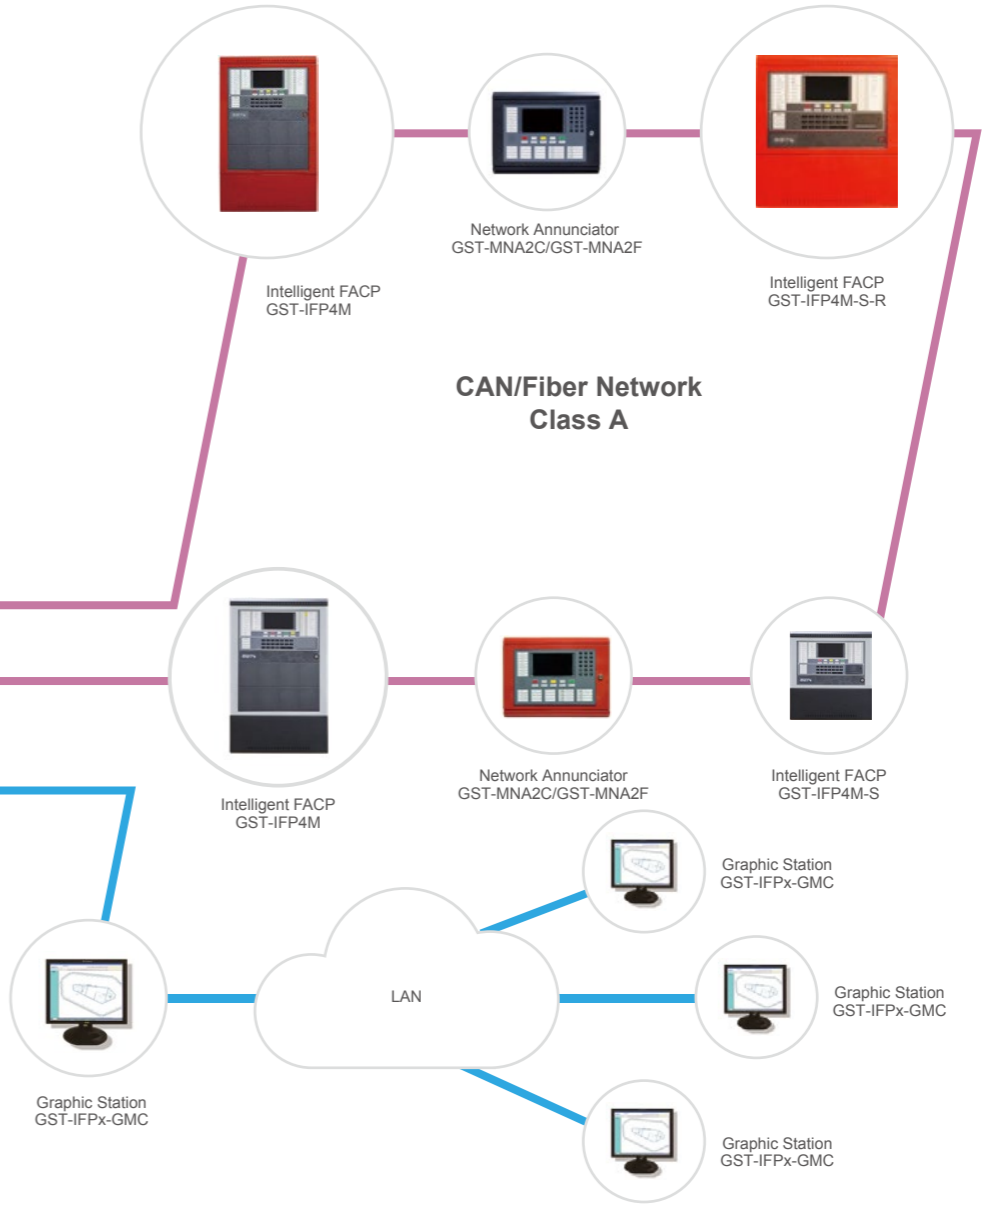 Network Annunciator
GST-MNA2C/GST-MNA2F
Intelligent FACP
GST-IFP4M
Intelligent FACP
GST-IFP4M-S-R
CAN/Fiber Network
Class A
Network Annunciator
GST-MNA2C/GST-MNA2F
Intelligent FACP
GST-IFP4M-S
Intelligent FACP
GST-IFP4M
Graphic Station
GST-IFPx-GMC
LAN
Graphic Station
GST-IFPx-GMC
Graphic Station
GST-IFPx-GMC
Graphic Station
GST-IFPx-GMC